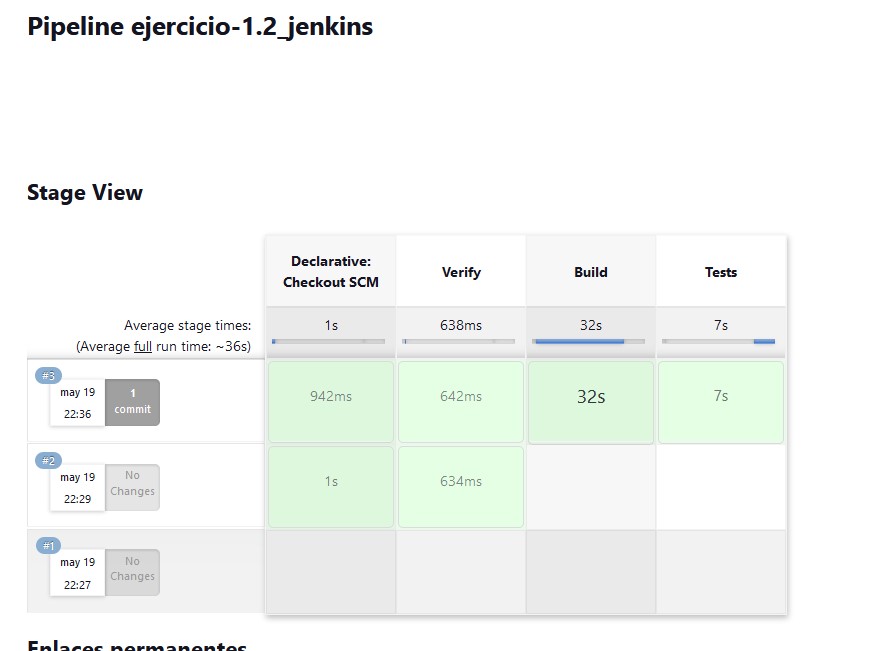 Pipeline ejercicio-1.2_jenkins
Stage View
Declarative:
Checkout SCM
Verify
Build
Tests
Average stage times:
(Average full run time: ~36s)
1s
638ms
32s
7s
#3
may 19
22:36
1
commit
942ms
642ms
32s
7s
#2
may 19
22:29
No
Changes
1s
634ms
#1
may 19
22:27
No
Changes
Enlaces permanentes